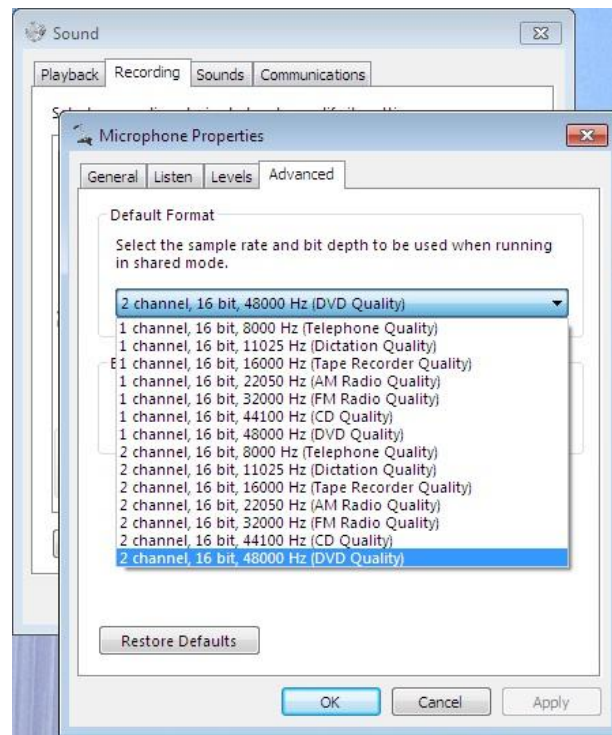 Sound
Playback Recording Sounds Communications
Microphone Properties
General Listen Levels Advanced
Default Format
Select the sample rate and bit depth to be used when running
in shared mode.
2 channel, 16 bit, 48000 Hz (DVD Quality)
1 channel, 16 bit, 8000 Hz (Telephone Quality)
1 channel, 16 bit, 11025 Hz (Dictation Quality)
1 channel, 16 bit, 16000 Hz (Tape Recorder Quality)
1 channel, 16 bit, 22050 Hz (AM Radio Quality)
1 channel, 16 bit, 32000 Hz (FM Radio Quality)
1 channel, 16 bit, 44100 Hz (CD Quality)
1 channel, 16 bit, 48000 Hz (DVD Quality)
2 channel, 16 bit, 8000 Hz (Telephone Quality)
2 channel, 16 bit, 11025 Hz (Dictation Quality)
2 channel, 16 bit, 16000 Hz (Tape Recorder Quality)
2 channel, 16 bit, 22050 Hz (AM Radio Quality)
2 channel, 16 bit, 32000 Hz (FM Radio Quality)
2 channel, 16 bit, 44100 Hz (CD Quality)
2 channel, 16 bit, 48000 Hz (DVD Quality)
Restore Defaults
OK Cancel Apply